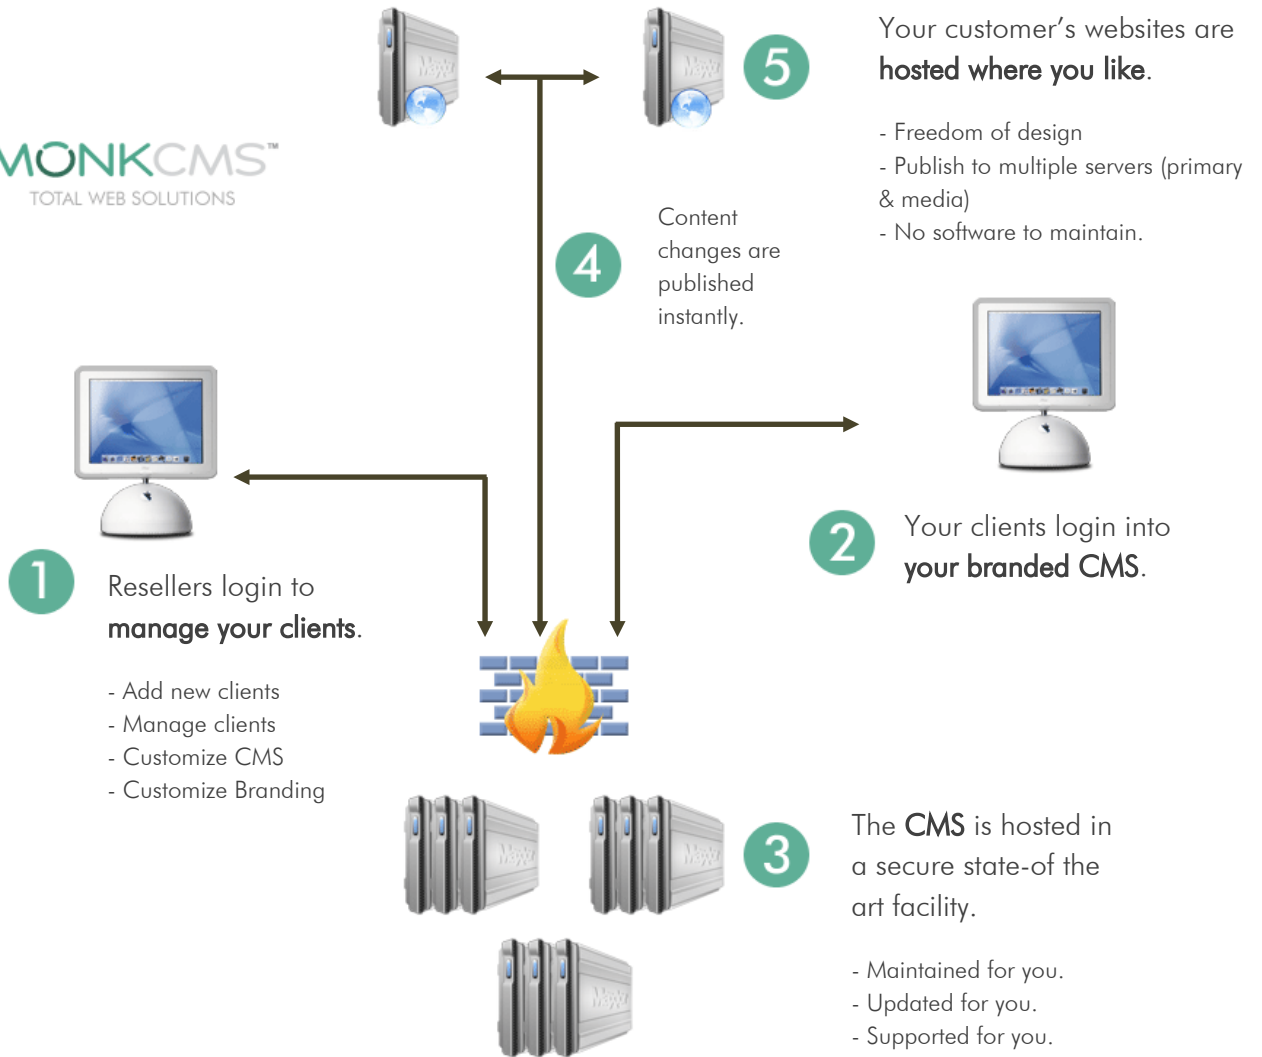 MONKCMS™
TOTAL WEB SOLUTIONS
5
Your customer's websites are
hosted where you like.
- Freedom of design
- Publish to multiple servers (primary
& media)
- No software to maintain.
4
Content
changes are
published
instantly.
1
Resellers login to
manage your clients.
- Add new clients
- Manage clients
- Customize CMS
- Customize Branding
2
Your clients login into
your branded CMS.
3
The CMS is hosted in
a secure state-of the
art facility.
- Maintained for you.
- Updated for you.
- Supported for you.